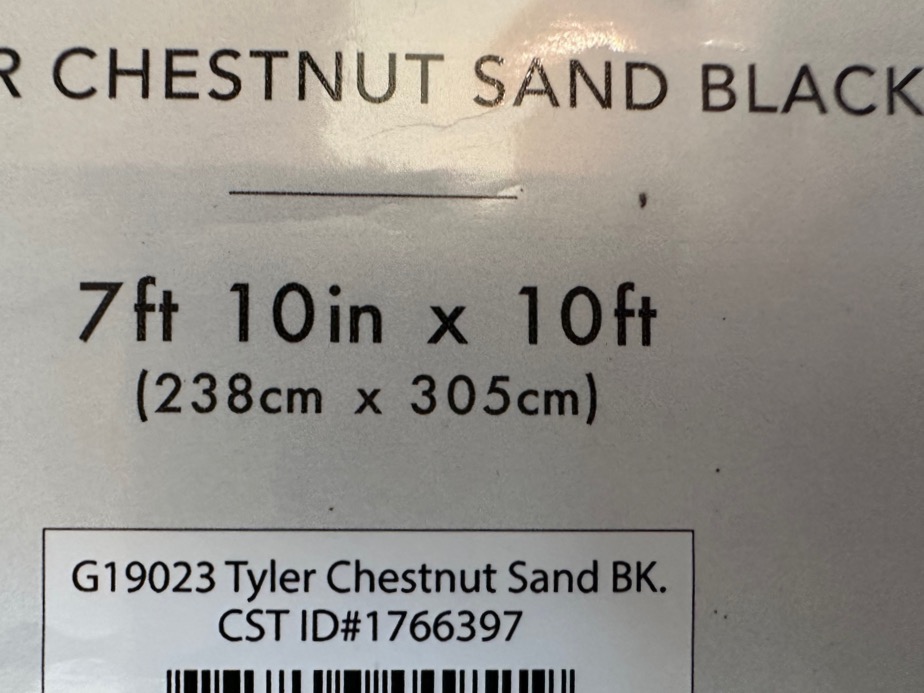 R CHESTNUT SAND BLACK
7ft 10in x 10ft
(238cm x 305cm)
G19023 Tyler Chestnut Sand BK.
CST ID#1766397